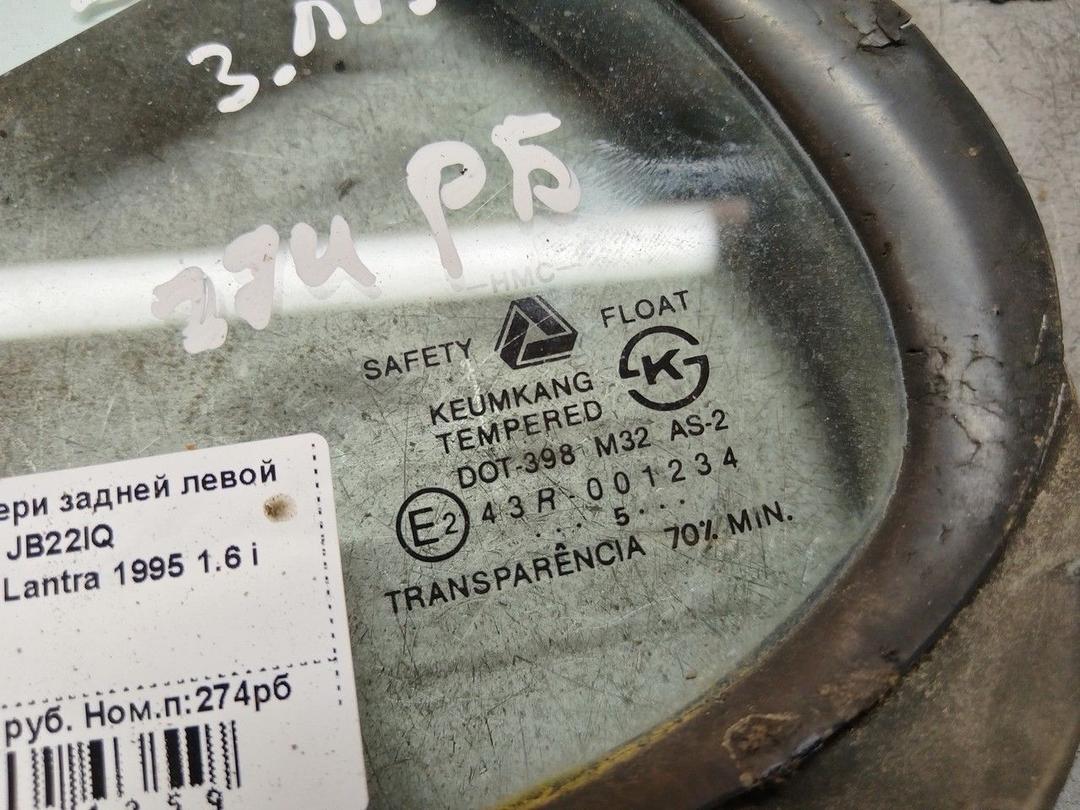 з.
274 РБ
-HMC-
SAFETY
FLOAT
K
KEUMKANG
TEMPERED
DOT-398 M32 AS-2
E2 43R-001234
.. 5...
TRANSPARÊNCIA 70% MiN.
ери задней левой
JB22IQ
Lantra 1995 1.6 i
руб. Ном.п:274рб